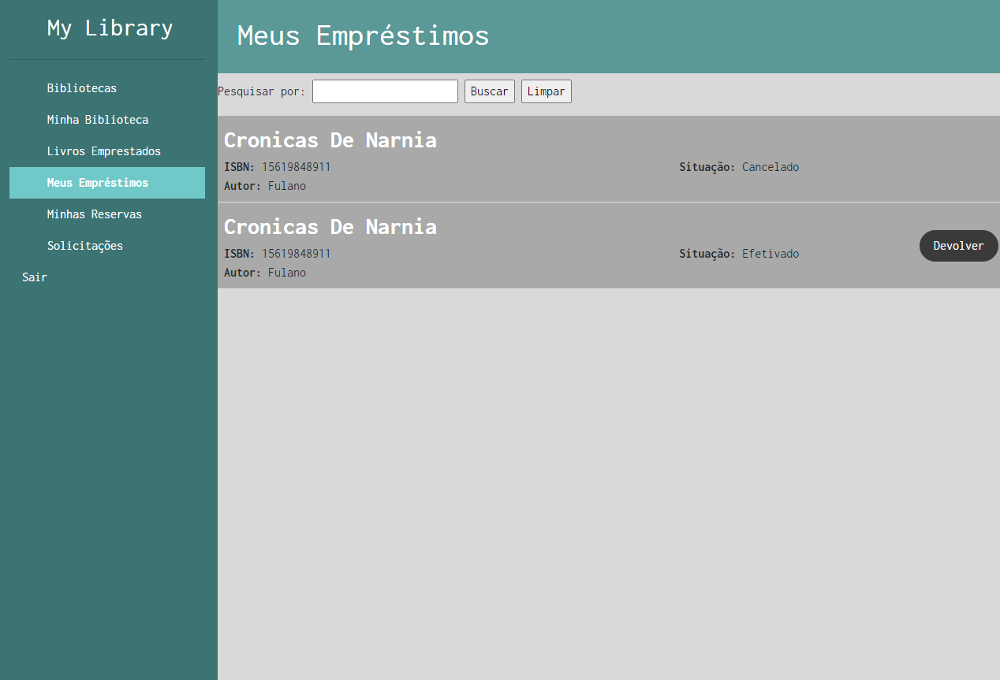 My Library
Bibliotecas
Minha Biblioteca
Livros Emprestados
Meus Empréstimos
Minhas Reservas
Solicitações
Sair
Meus Empréstimos
Pesquisar por: Buscar Limpar
Cronicas De Narnia
ISBN: 15619848911 Situação: Cancelado
Autor: Fulano
Cronicas De Narnia
ISBN: 15619848911 Situação: Efetivado Devolver
Autor: Fulano